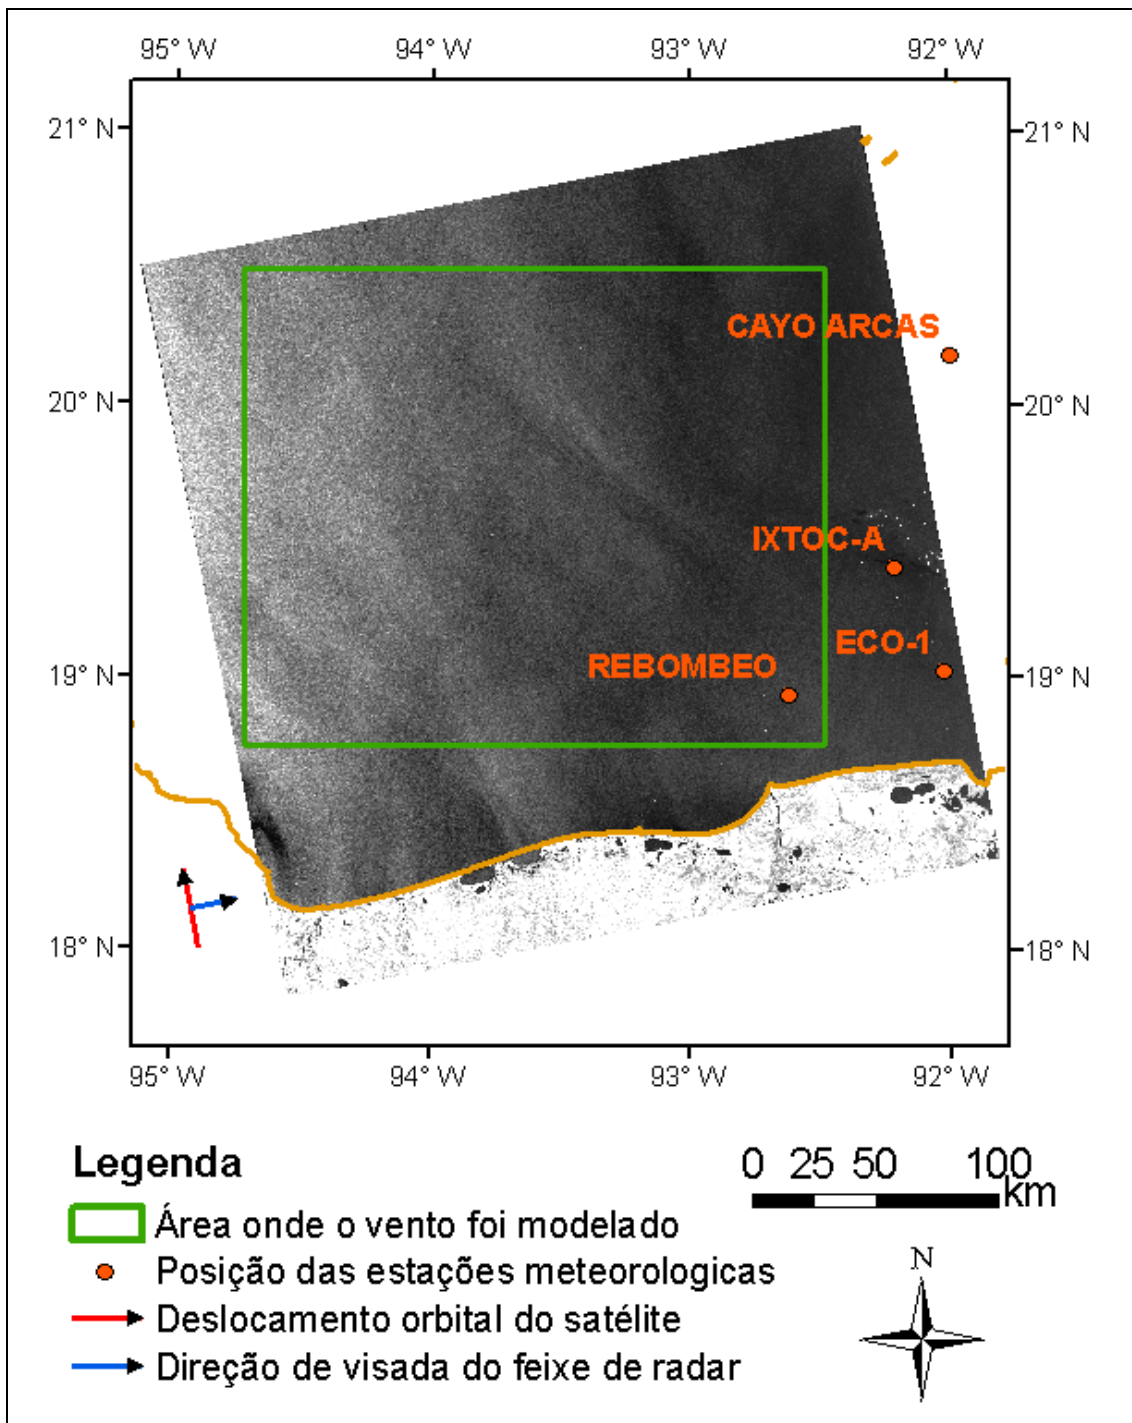 95° W 94° W 93° W 92° W
21° N 21° N
CAYO ARCAS
20° N 20° N
IXTOC-A
ECO-1
REBOMBEO
19° N 19° N
18° N 18° N
95° W 94° W 93° W 92° W
Legenda
0 25 50 100
km
Área onde o vento foi modelado
Posição das estações meteorologicas
N
Deslocamento orbital do satélite
Direção de visada do feixe de radar